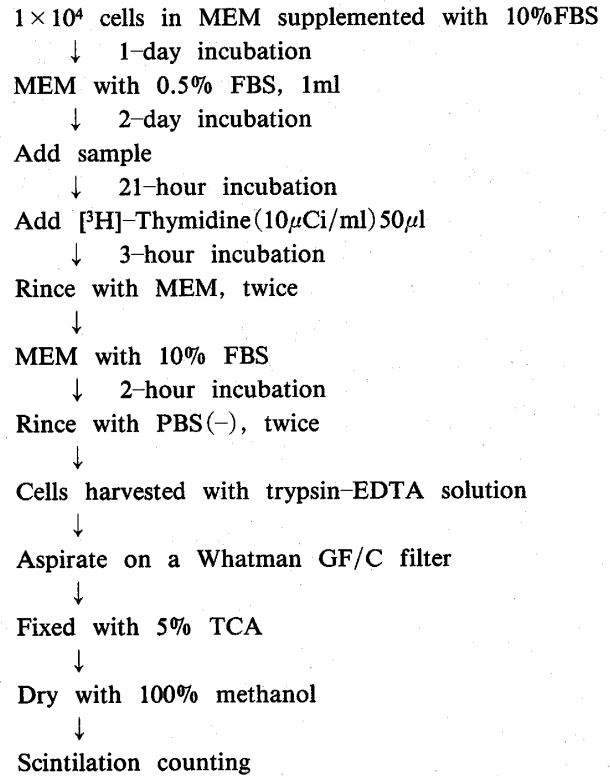 1×10⁴ cells in MEM supplemented with 10%FBS
↓ 1-day incubation
MEM with 0.5% FBS, 1ml
↓ 2-day incubation
Add sample
↓ 21-hour incubation
Add [³H]-Thymidine(10μCi/ml)50μl
↓ 3-hour incubation
Rince with MEM, twice
↓
MEM with 10% FBS
↓ 2-hour incubation
Rince with PBS(-), twice
↓
Cells harvested with trypsin-EDTA solution
↓
Aspirate on a Whatman GF/C filter
↓
Fixed with 5% TCA
↓
Dry with 100% methanol
↓
Scintilation counting